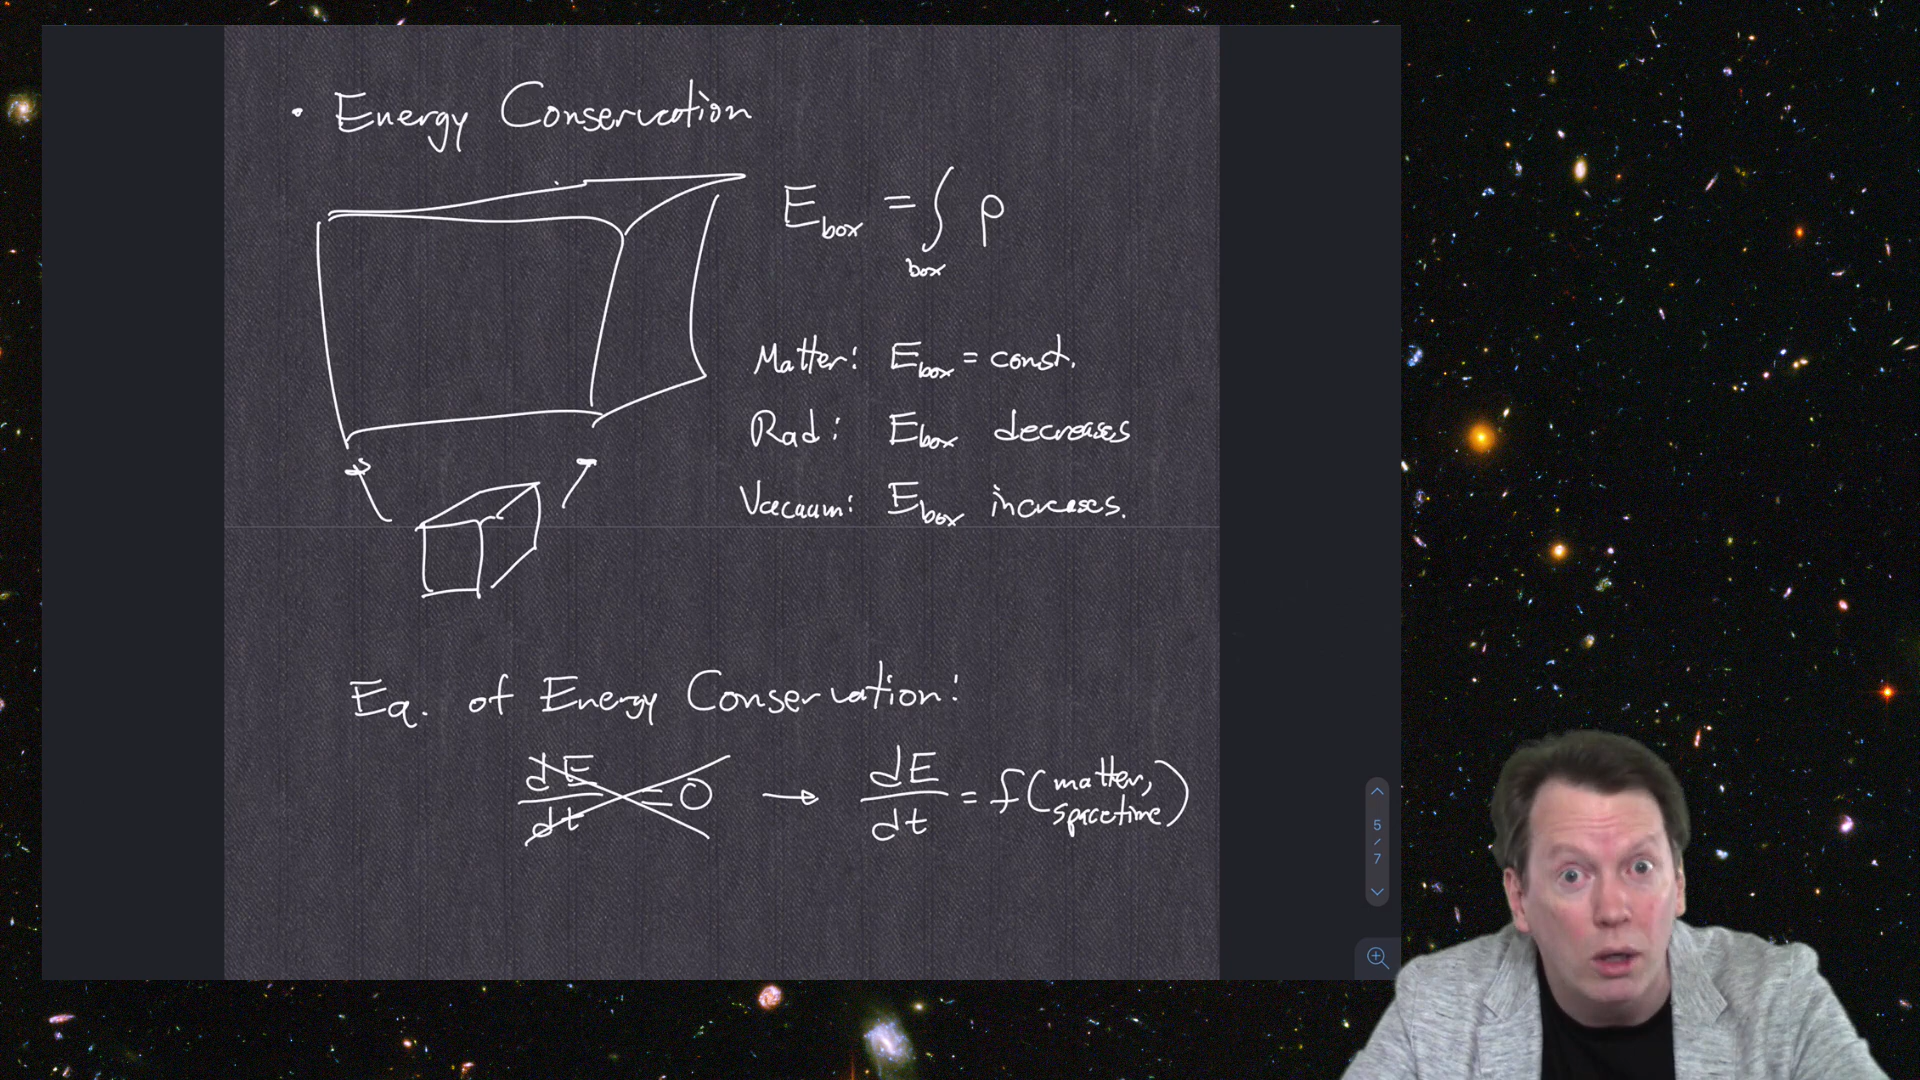 • Energy Conservation
E_box = ∫_box ρ
Matter: E_box = const.
Rad: E_box decreases
Vacuum: E_box increases.
Eq. of Energy Conservation:
dE/dt = 0 → dE/dt = f(matter, spacetime)
5
/
7